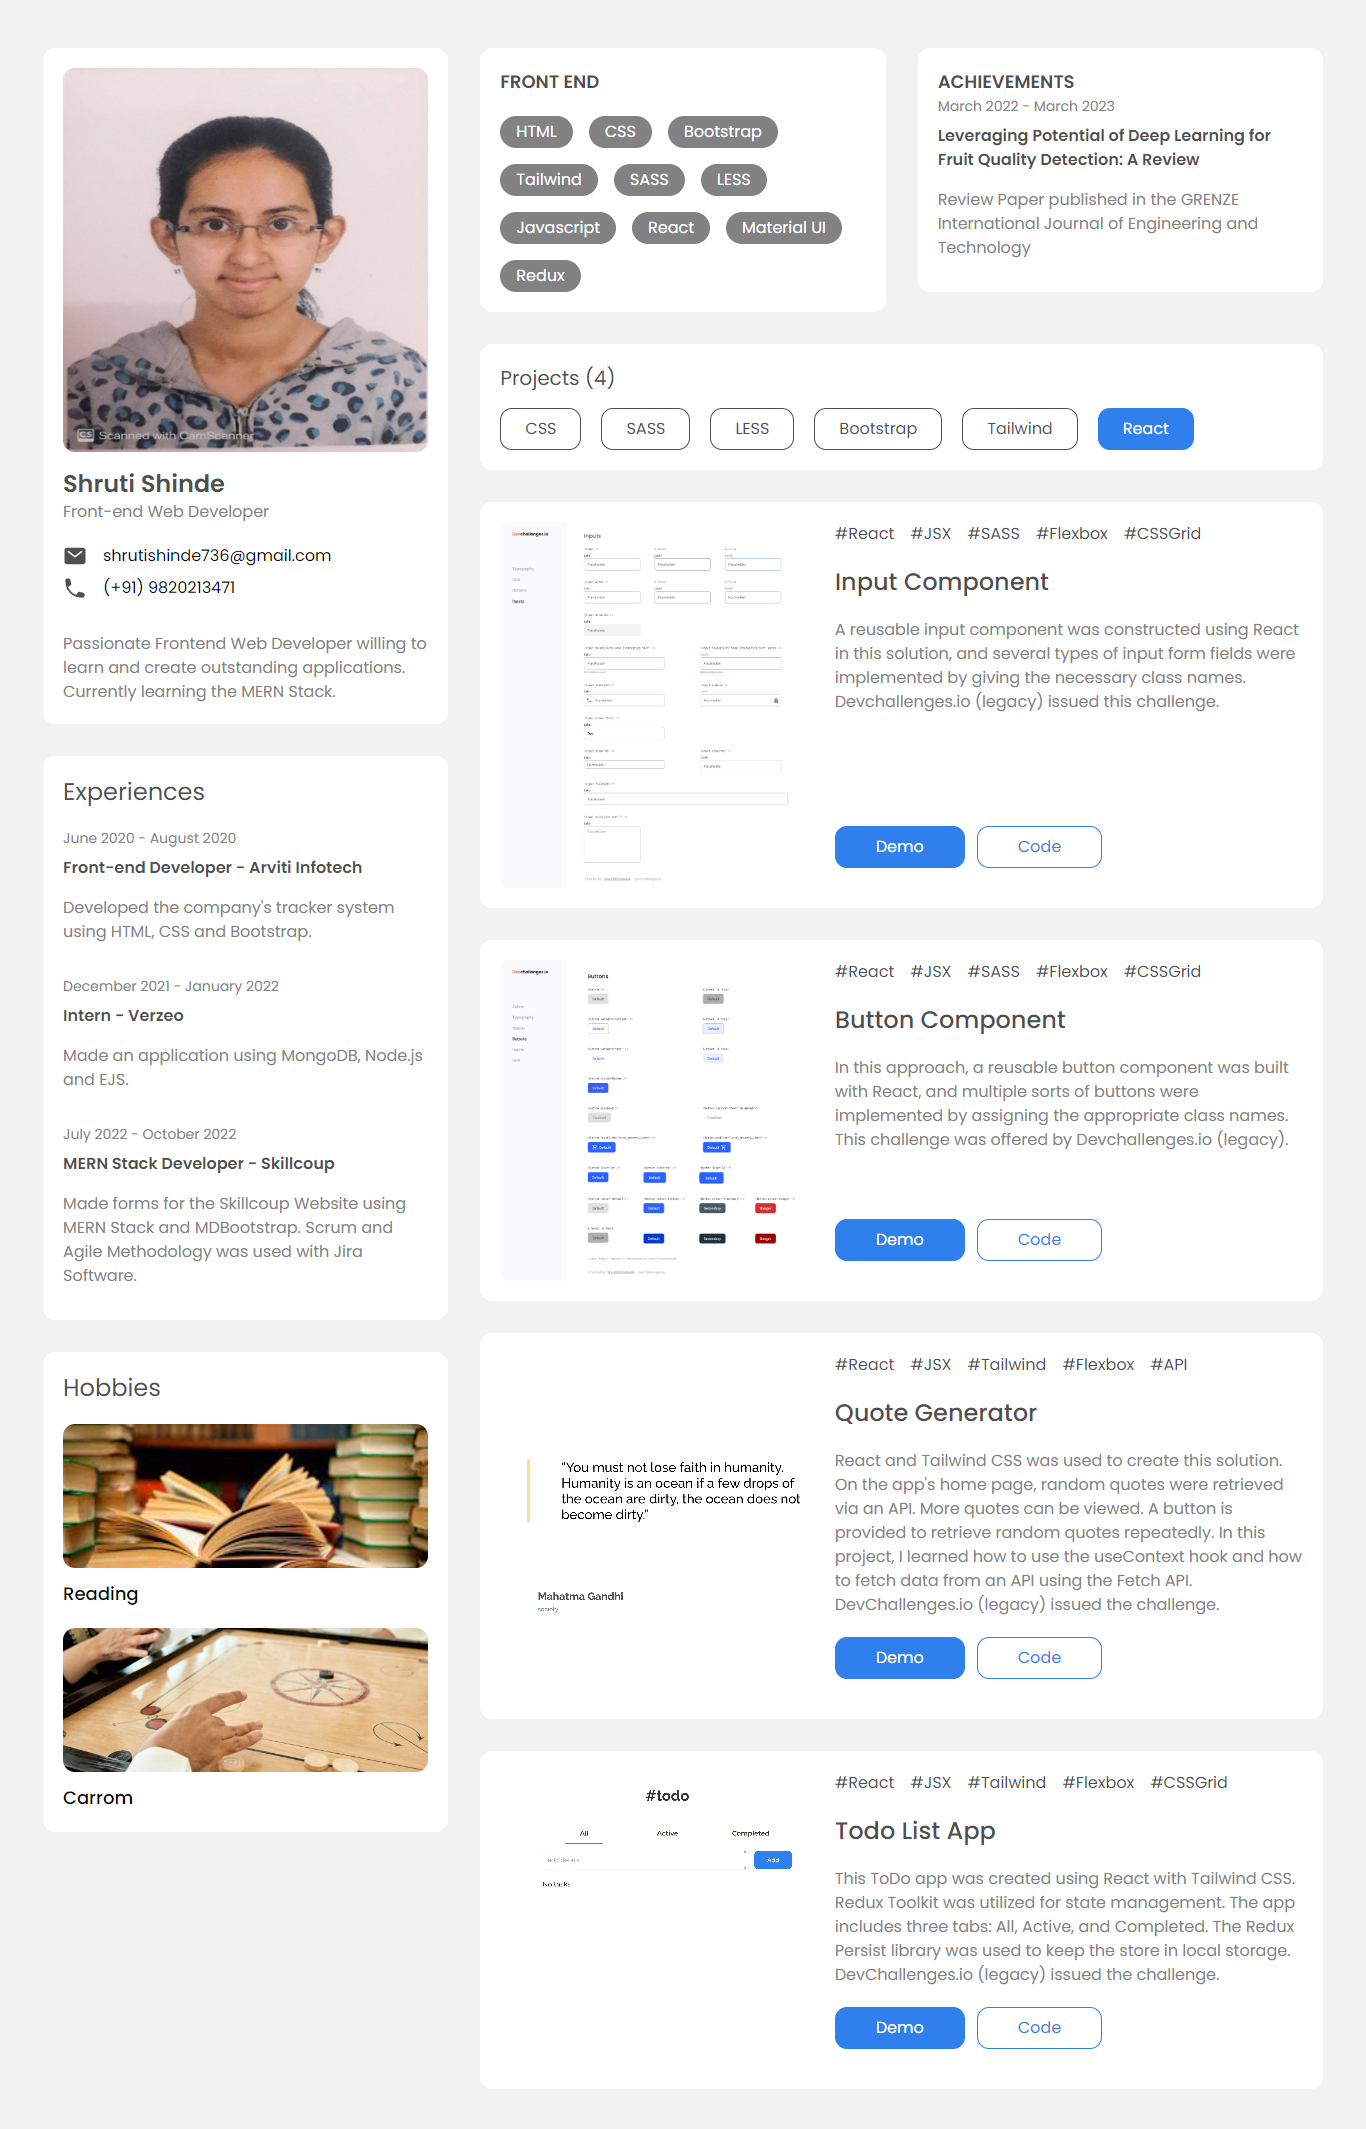 CS Scanned with CamScanner
Shruti Shinde
Front-end Web Developer
shrutishinde736@gmail.com
(+91) 9820213471
Passionate Frontend Web Developer willing to
learn and create outstanding applications.
Currently learning the MERN Stack.
Experiences
June 2020 - August 2020
Front-end Developer - Arviti Infotech
Developed the company's tracker system
using HTML, CSS and Bootstrap.
December 2021 - January 2022
Intern - Verzeo
Made an application using MongoDB, Node.js
and EJS.
July 2022 - October 2022
MERN Stack Developer - Skillcoup
Made forms for the Skillcoup Website using
MERN Stack and MDBootstrap. Scrum and
Agile Methodology was used with Jira
Software.
Hobbies
Reading
Carrom
FRONT END
HTML CSS Bootstrap
Tailwind SASS LESS
Javascript React Material UI
Redux
ACHIEVEMENTS
March 2022 - March 2023
Leveraging Potential of Deep Learning for
Fruit Quality Detection: A Review
Review Paper published in the GRENZE
International Journal of Engineering and
Technology
Projects (4)
CSS SASS LESS Bootstrap Tailwind React
Devchallenges.io
Inputs
Typography
Buttons
Inputs
#React #JSX #SASS #Flexbox #CSSGrid
Input Component
A reusable input component was constructed using React
in this solution, and several types of input form fields were
implemented by giving the necessary class names.
Devchallenges.io (legacy) issued this challenge.
Demo Code
Devchallenges.io
Buttons
Colors
Typography
Spaces
Buttons
Inputs
Grid
#React #JSX #SASS #Flexbox #CSSGrid
Button Component
In this approach, a reusable button component was built
with React, and multiple sorts of buttons were
implemented by assigning the appropriate class names.
This challenge was offered by Devchallenges.io (legacy).
Demo Code
"You must not lose faith in humanity.
Humanity is an ocean if a few drops of
the ocean are dirty, the ocean does not
become dirty."
Mahatma Gandhi
society
#React #JSX #Tailwind #Flexbox #API
Quote Generator
React and Tailwind CSS was used to create this solution.
On the app's home page, random quotes were retrieved
via an API. More quotes can be viewed. A button is
provided to retrieve random quotes repeatedly. In this
project, I learned how to use the useContext hook and how
to fetch data from an API using the Fetch API.
DevChallenges.io (legacy) issued the challenge.
Demo Code
#todo
All Active Completed
add details Add
No tasks
#React #JSX #Tailwind #Flexbox #CSSGrid
Todo List App
This ToDo app was created using React with Tailwind CSS.
Redux Toolkit was utilized for state management. The app
includes three tabs: All, Active, and Completed. The Redux
Persist library was used to keep the store in local storage.
DevChallenges.io (legacy) issued the challenge.
Demo Code